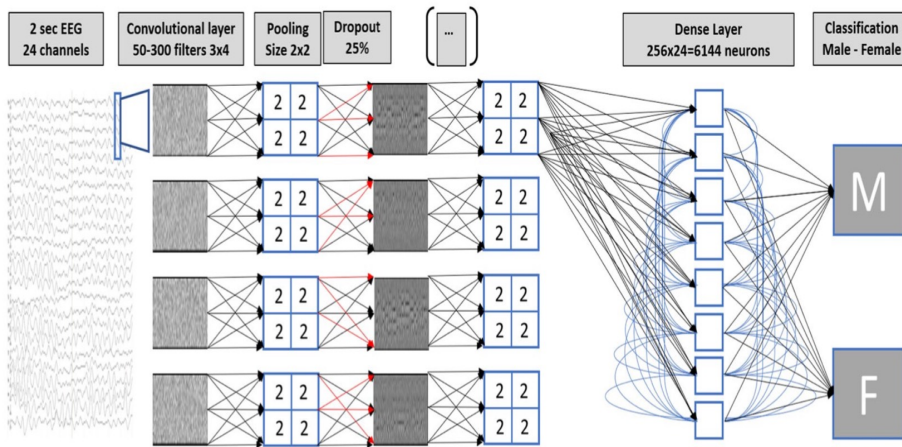 2 sec EEG
24 channels
Convolutional layer
50-300 filters 3x4
Pooling
Size 2x2
Dropout
25%
...
Dense Layer
256x24=6144 neurons
Classification
Male - Female
2 2 2 2
2 2 2 2
2 2 2 2
2 2 2 2
2 2 2 2
2 2 2 2
2 2 2 2
2 2 2 2
M
F